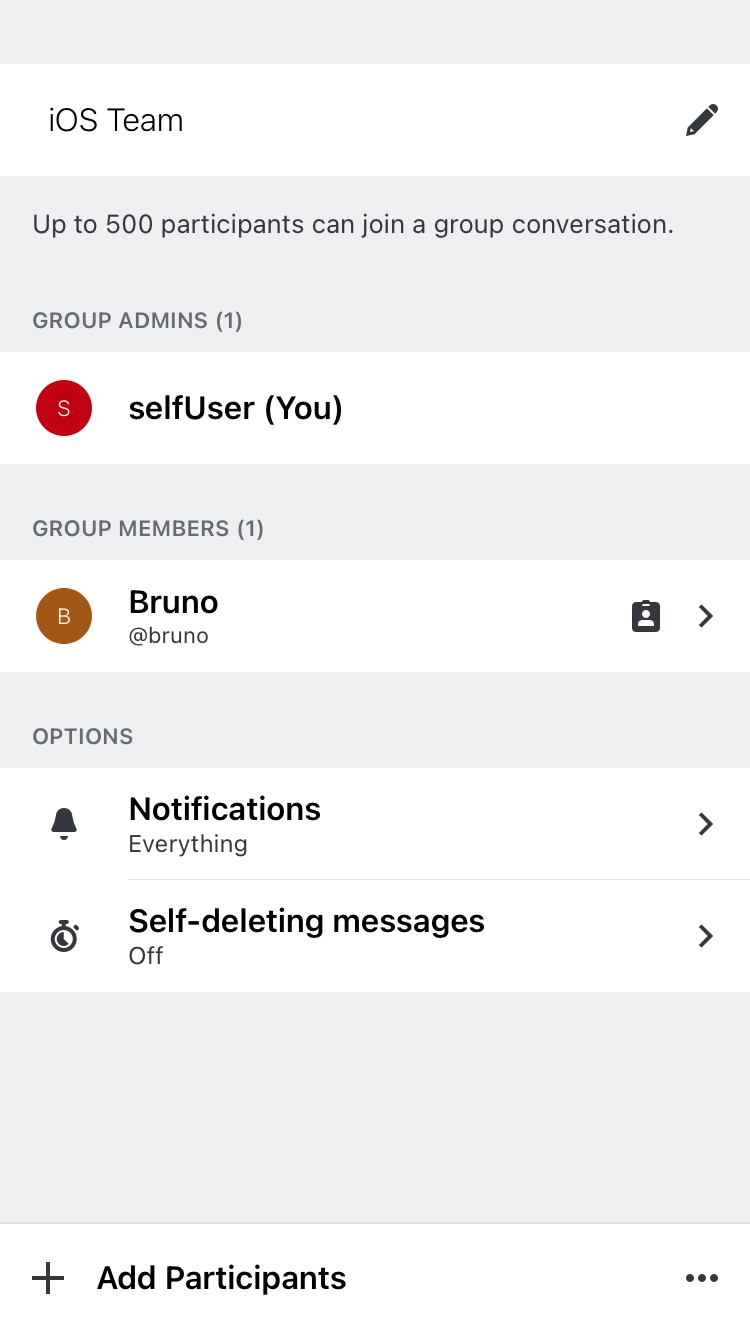 iOS Team
Up to 500 participants can join a group conversation.
GROUP ADMINS (1)
S
selfUser (You)
GROUP MEMBERS (1)
B
Bruno
@bruno
OPTIONS
Notifications
Everything
Self-deleting messages
Off
Add Participants